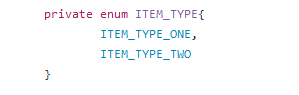 private enum ITEM_TYPE{
ITEM_TYPE_ONE,
ITEM_TYPE_TWO
}